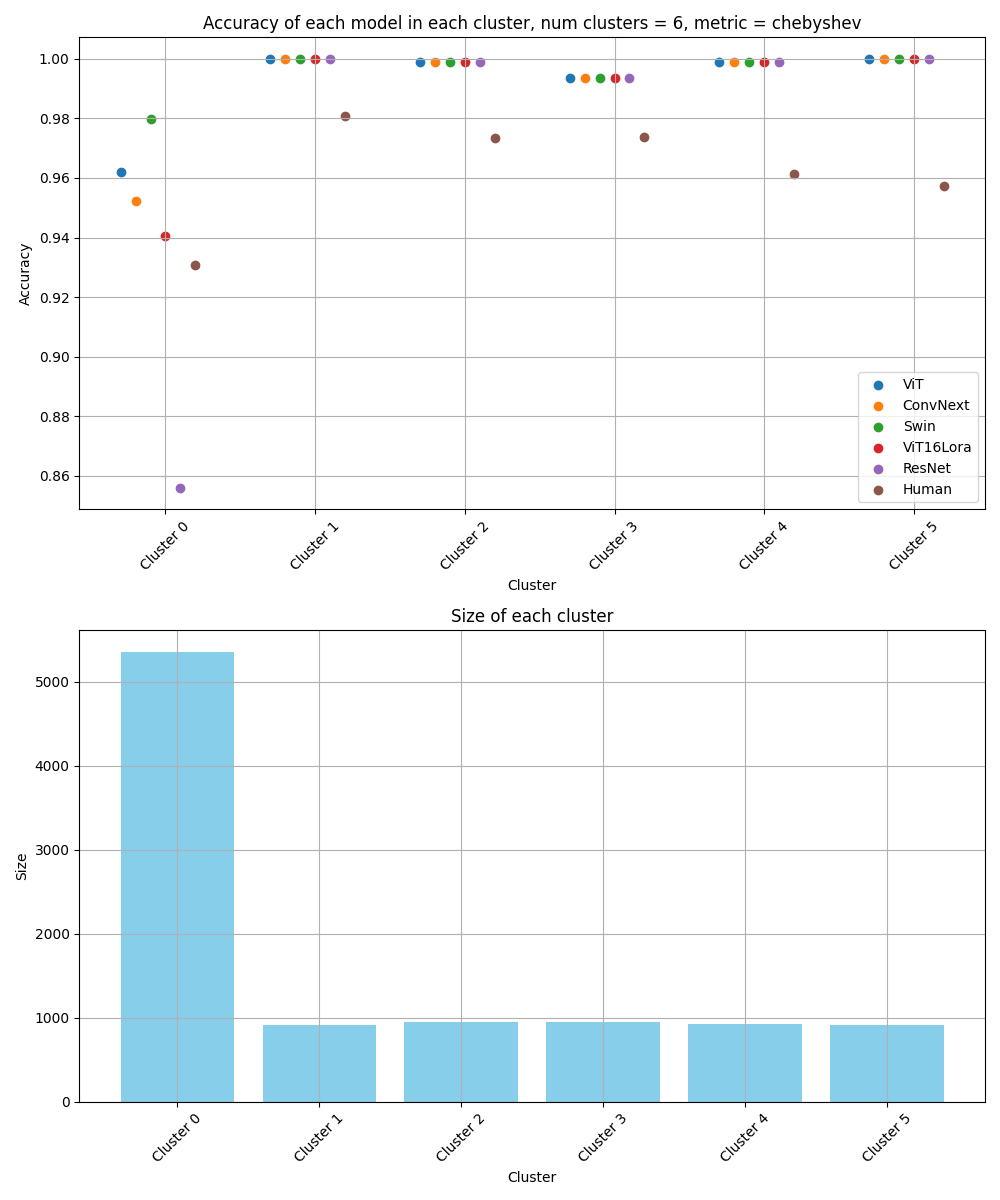 Accuracy of each model in each cluster, num clusters = 6, metric = chebyshev
1.00
0.98
0.96
0.94
0.92
0.90
0.88
0.86
Accuracy
ViT
ConvNext
Swin
ViT16Lora
ResNet
Human
Cluster 0
Cluster 1
Cluster 2
Cluster 3
Cluster 4
Cluster 5
Cluster
Size of each cluster
5000
4000
3000
2000
1000
0
Size
Cluster 0
Cluster 1
Cluster 2
Cluster 3
Cluster 4
Cluster 5
Cluster